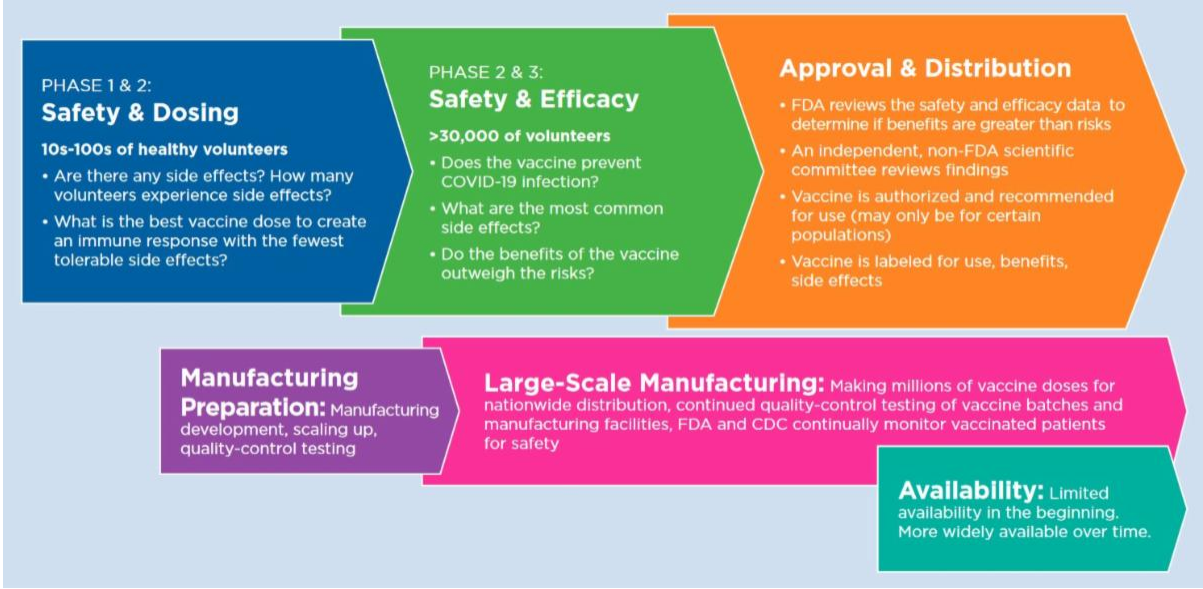 PHASE 1 & 2:
Safety & Dosing
10s-100s of healthy volunteers
• Are there any side effects? How many
volunteers experience side effects?
• What is the best vaccine dose to create
an immune response with the fewest
tolerable side effects?
PHASE 2 & 3:
Safety & Efficacy
>30,000 of volunteers
• Does the vaccine prevent
COVID-19 infection?
• What are the most common
side effects?
• Do the benefits of the vaccine
outweigh the risks?
Approval & Distribution
• FDA reviews the safety and efficacy data to
determine if benefits are greater than risks
• An independent, non-FDA scientific
committee reviews findings
• Vaccine is authorized and recommended
for use (may only be for certain
populations)
• Vaccine is labeled for use, benefits,
side effects
Manufacturing
Preparation: Manufacturing
development, scaling up,
quality-control testing
Large-Scale Manufacturing: Making millions of vaccine doses for
nationwide distribution, continued quality-control testing of vaccine batches and
manufacturing facilities, FDA and CDC continually monitor vaccinated patients
for safety
Availability: Limited
availability in the beginning.
More widely available over time.